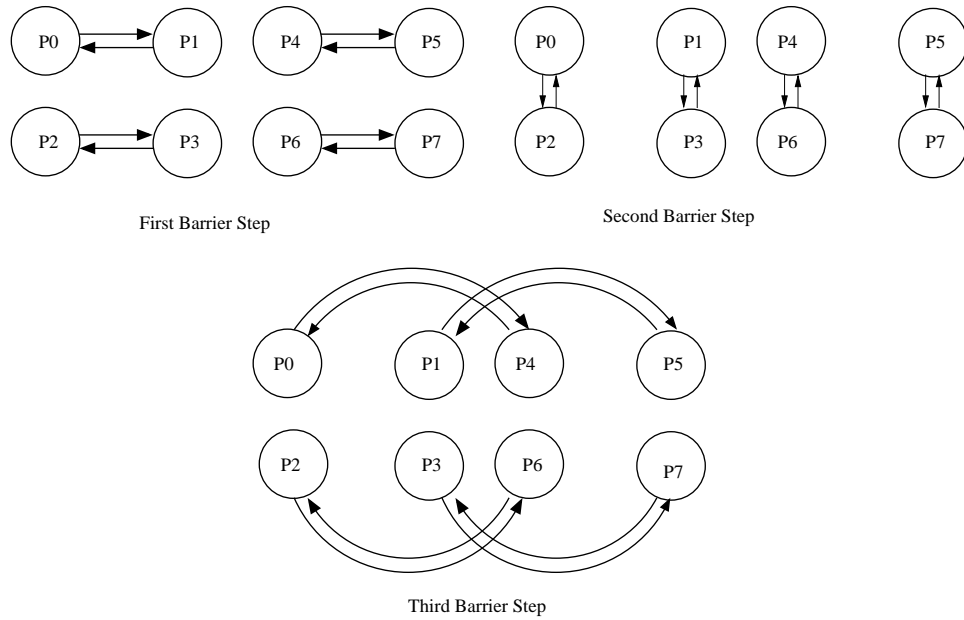 P0 P1 P4 P5
P2 P3 P6 P7
First Barrier Step
P0 P1 P4 P5
P2 P3 P6 P7
Second Barrier Step
P0 P1 P4 P5
P2 P3 P6 P7
Third Barrier Step